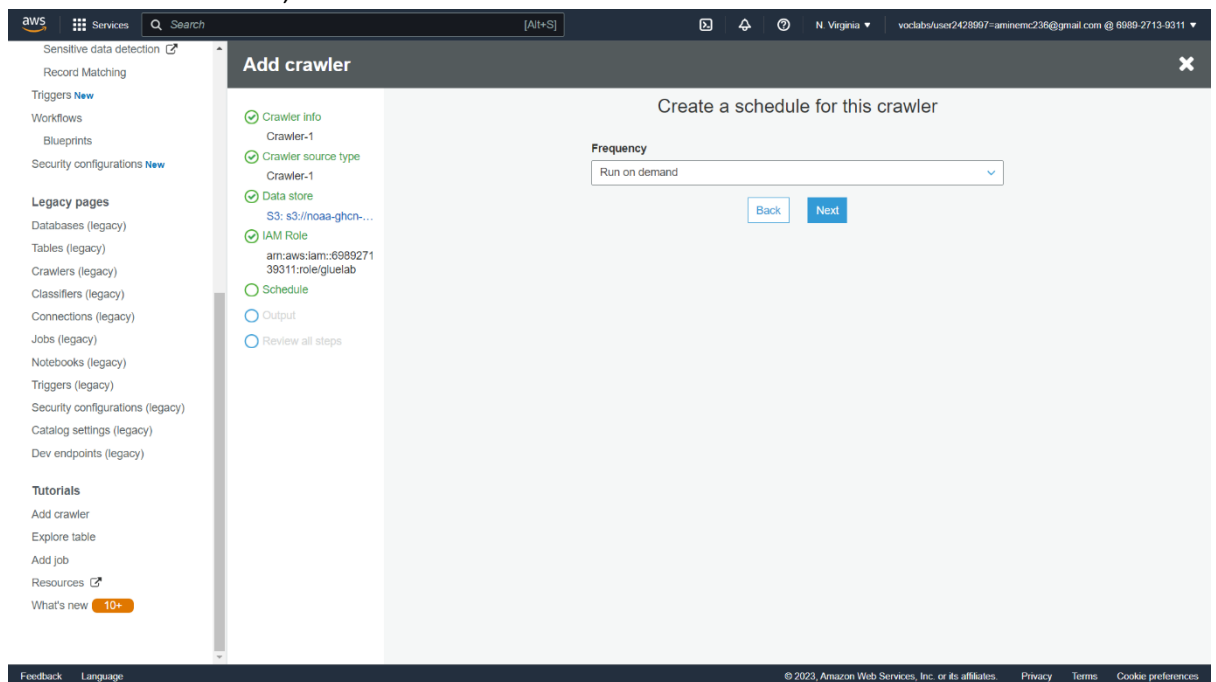 aws Services Search [Alt+S] N. Virginia ▼ voclabs/user2428997=aminemc236@gmail.com @ 6989-2713-9311 ▼
Sensitive data detection
Record Matching
Triggers New
Workflows
Blueprints
Security configurations New
Legacy pages
Databases (legacy)
Tables (legacy)
Crawlers (legacy)
Classifiers (legacy)
Connections (legacy)
Jobs (legacy)
Notebooks (legacy)
Triggers (legacy)
Security configurations (legacy)
Catalog settings (legacy)
Dev endpoints (legacy)
Tutorials
Add crawler
Explore table
Add job
Resources
What's new 10+
Add crawler
Crawler info
Crawler-1
Crawler source type
Crawler-1
Data store
S3: s3://noaa-ghcn-...
IAM Role
arn:aws:iam::6989271
39311:role/gluelab
Schedule
Output
Review all steps
Create a schedule for this crawler
Frequency
Run on demand
Back Next
Feedback Language © 2023, Amazon Web Services, Inc. or its affiliates. Privacy Terms Cookie preferences